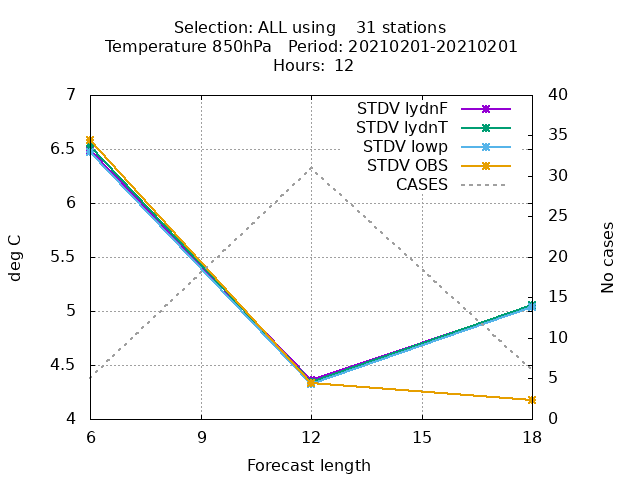 Selection: ALL using    31 stations
Temperature 850hPa   Period: 20210201-20210201
Hours:  12
7
6.5
6
5.5
5
4.5
4
40
35
30
25
20
15
10
5
0
STDV lydnF
STDV lydnT
STDV lowp
STDV OBS
CASES
deg C
No cases
6 9 12 15 18
Forecast length